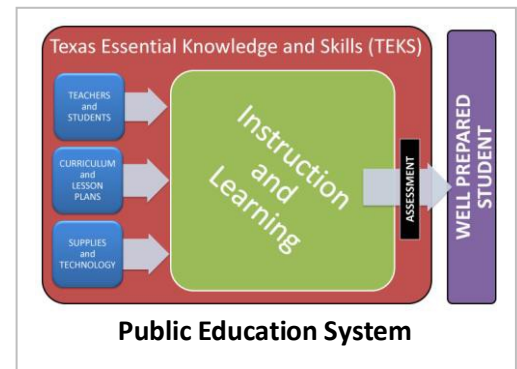 Texas Essential Knowledge and Skills (TEKS)
TEACHERS
and
STUDENTS
CURRICULUM
and
LESSON
PLANS
SUPPLIES
and
TECHNOLOGY
Instruction
and
Learning
ASSESSMENT
WELL PREPARED
STUDENT
Public Education System